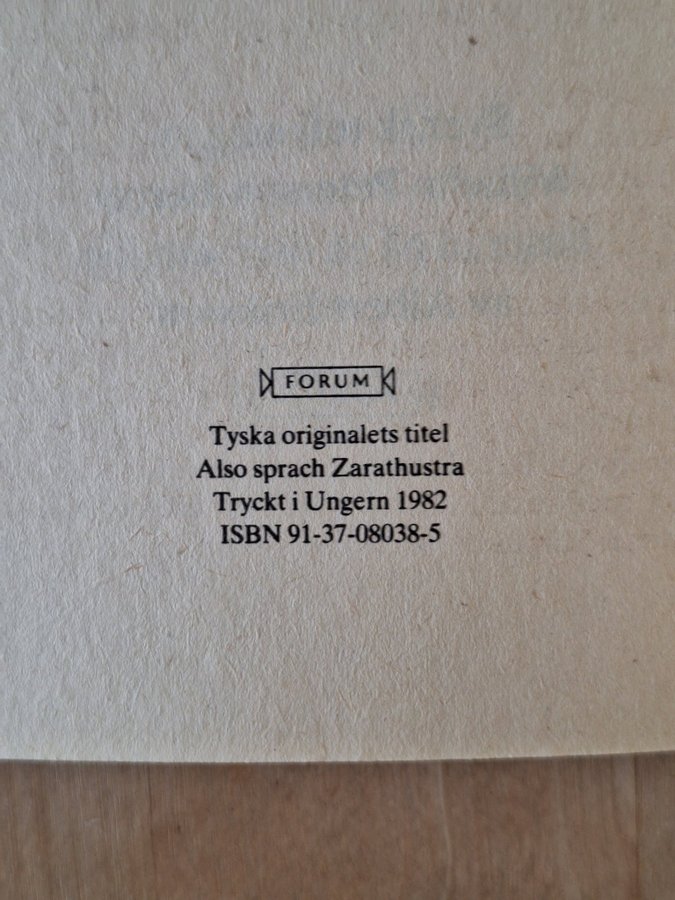 FORUM
Tyska originalets titel
Also sprach Zarathustra
Tryckt i Ungern 1982
ISBN 91-37-08038-5